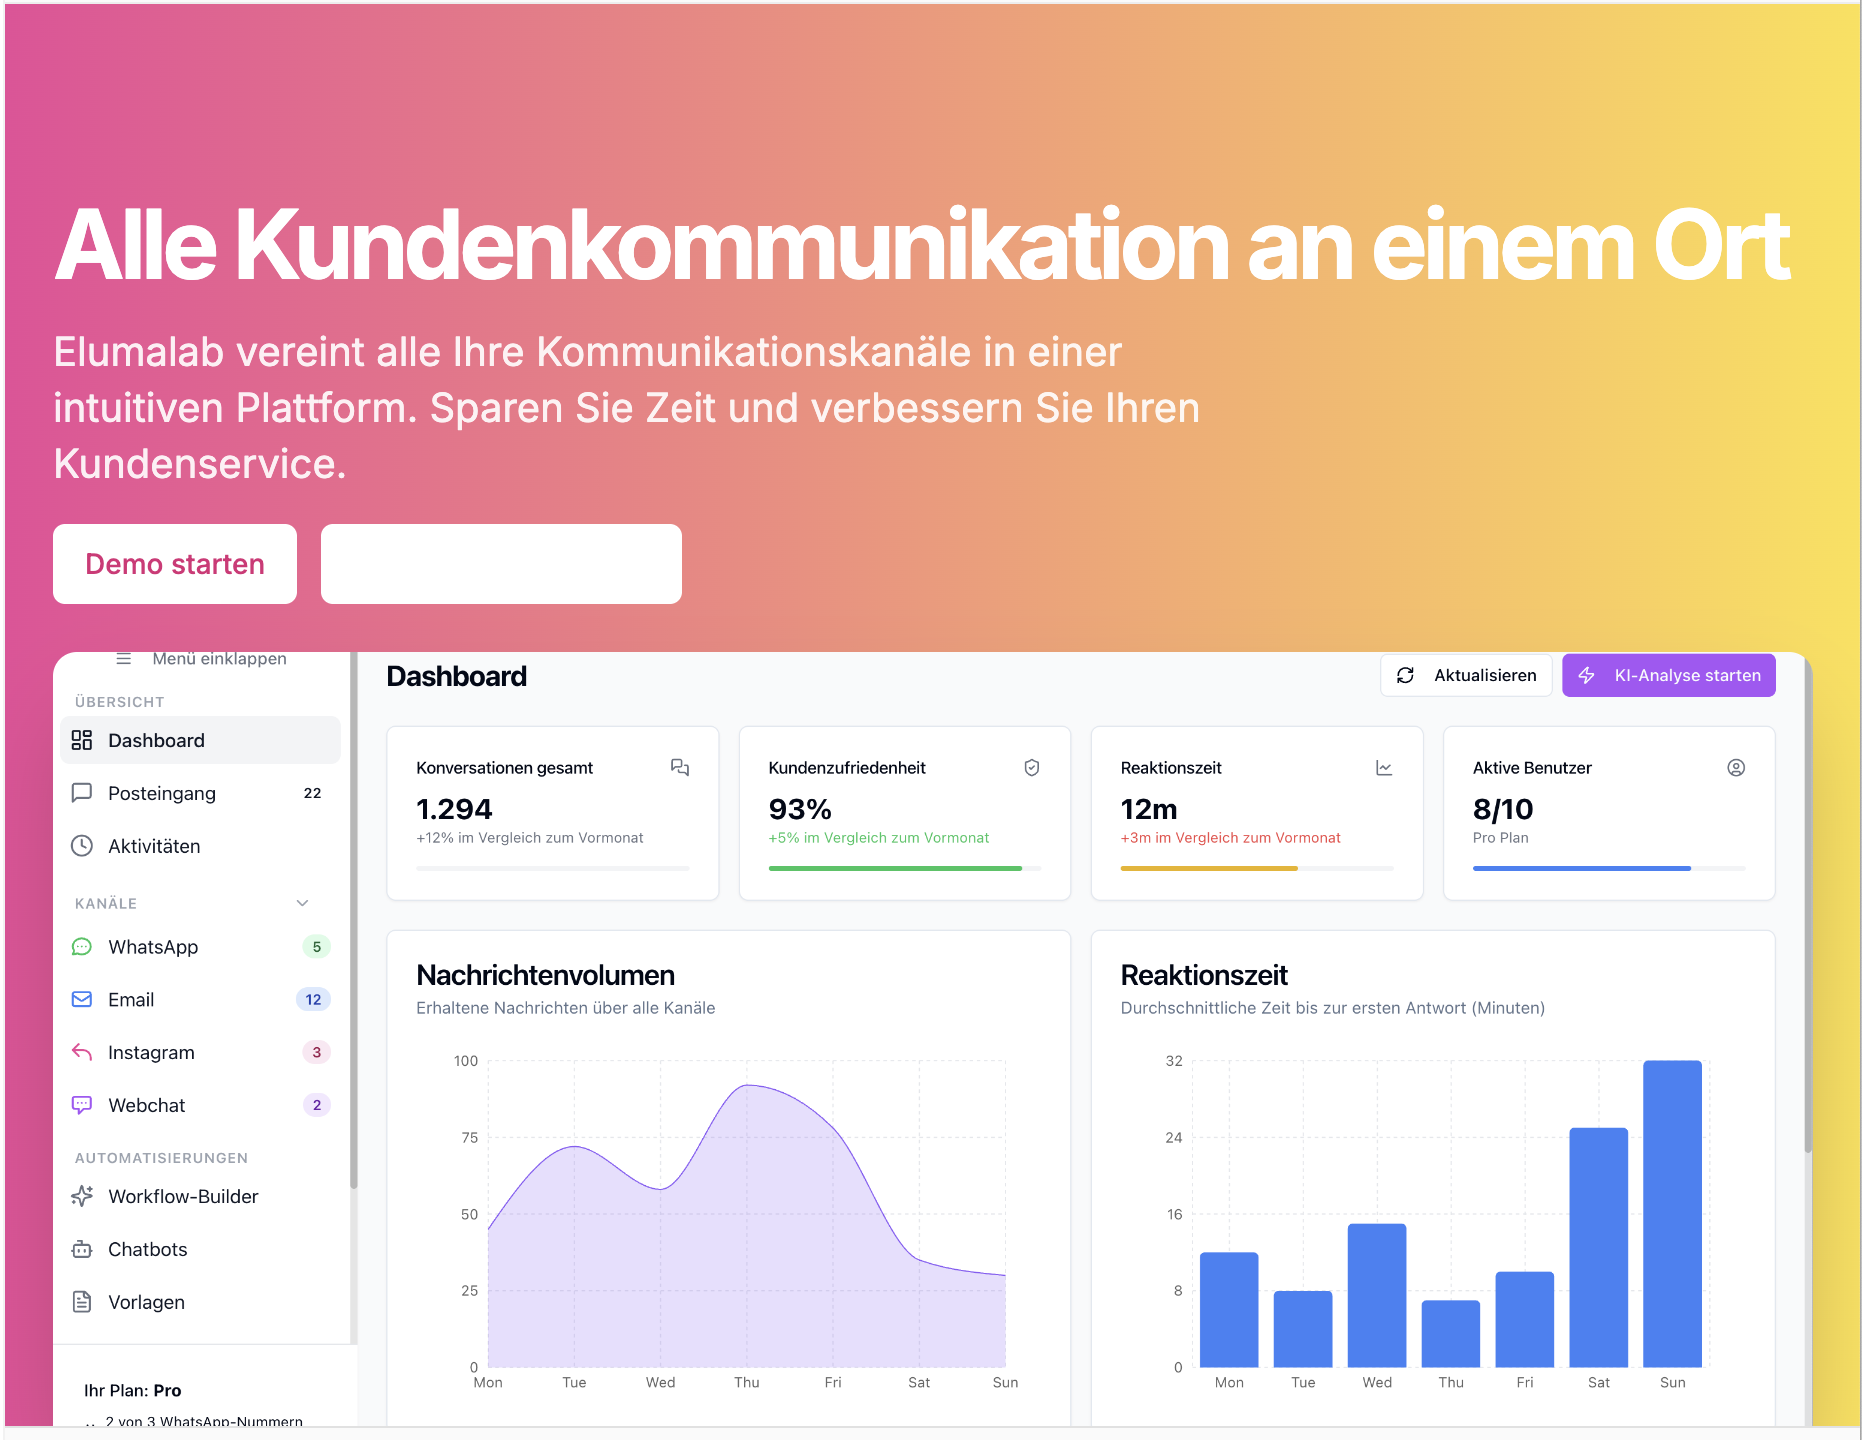 Alle Kundenkommunikation an einem Ort
Elumalab vereint alle Ihre Kommunikationskanäle in einer
intuitiven Plattform. Sparen Sie Zeit und verbessern Sie Ihren
Kundenservice.
Demo starten
Menü einklappen
ÜBERSICHT
Dashboard
Posteingang 22
Aktivitäten
KANÄLE
WhatsApp 5
Email 12
Instagram 3
Webchat 2
AUTOMATISIERUNGEN
Workflow-Builder
Chatbots
Vorlagen
Ihr Plan: Pro
2 von 3 WhatsApp-Nummern
Dashboard
Aktualisieren
KI-Analyse starten
Konversationen gesamt
1.294
+12% im Vergleich zum Vormonat
Kundenzufriedenheit
93%
+5% im Vergleich zum Vormonat
Reaktionszeit
12m
+3m im Vergleich zum Vormonat
Aktive Benutzer
8/10
Pro Plan
Nachrichtenvolumen
Erhaltene Nachrichten über alle Kanäle
100
75
50
25
0
Mon Tue Wed Thu Fri Sat Sun
Reaktionszeit
Durchschnittliche Zeit bis zur ersten Antwort (Minuten)
32
24
16
8
0
Mon Tue Wed Thu Fri Sat Sun